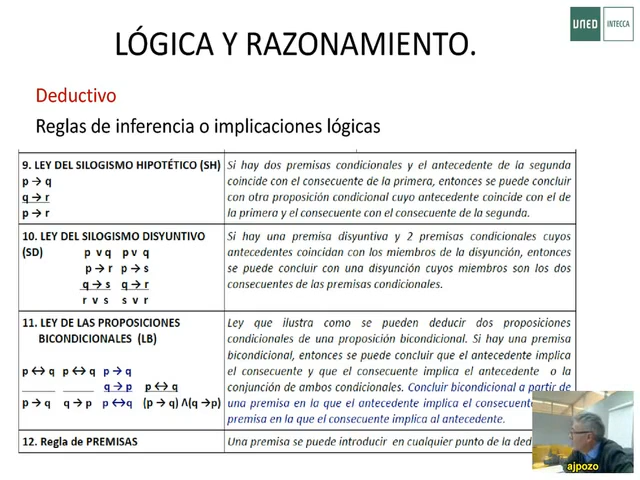 UNED
INTECCA
LÓGICA Y RAZONAMIENTO.
Deductivo
Reglas de inferencia o implicaciones lógicas
9. LEY DEL SILOGISMO HIPOTÉTICO (SH)
p → q
q → r
p → r
Si hay dos premisas condicionales y el antecedente de la segunda
coincide con el consecuente de la primera, entonces se puede concluir
con otra proposición condicional cuyo antecedente coincide con el de
la primera y el consecuente con el consecuente de la segunda.
10. LEY DEL SILOGISMO DISYUNTIVO
(SD) p v q p v q
p → r p → s
q → s q → r
r v s s v r
Si hay una premisa disyuntiva y 2 premisas condicionales cuyos
antecedentes coincidan con los miembros de la disyunción, entonces
se puede concluir con una disyunción cuyos miembros son los dos
consecuentes de las premisas condicionales.
11. LEY DE LAS PROPOSICIONES
BICONDICIONALES (LB)
p ↔ q p ↔ q p → q
q → p p ↔ q
p → q q → p p ↔q (p → q) Λ(q →p)
Ley que ilustra como se pueden deducir dos proposiciones
condicionales de una proposición bicondicional. Si hay una premisa
bicondicional, entonces se puede concluir que el antecedente implica
el consecuente y que el consecuente implica el antecedente o la
conjunción de ambos condicionales. Concluir bicondicional a partir de
una premisa en la que el antecedente implica el consecuente
premisa en la que el consecuente implica al antecedente.
12. Regla de PREMISAS
Una premisa se puede introducir en cualquier punto de la
ajpozo